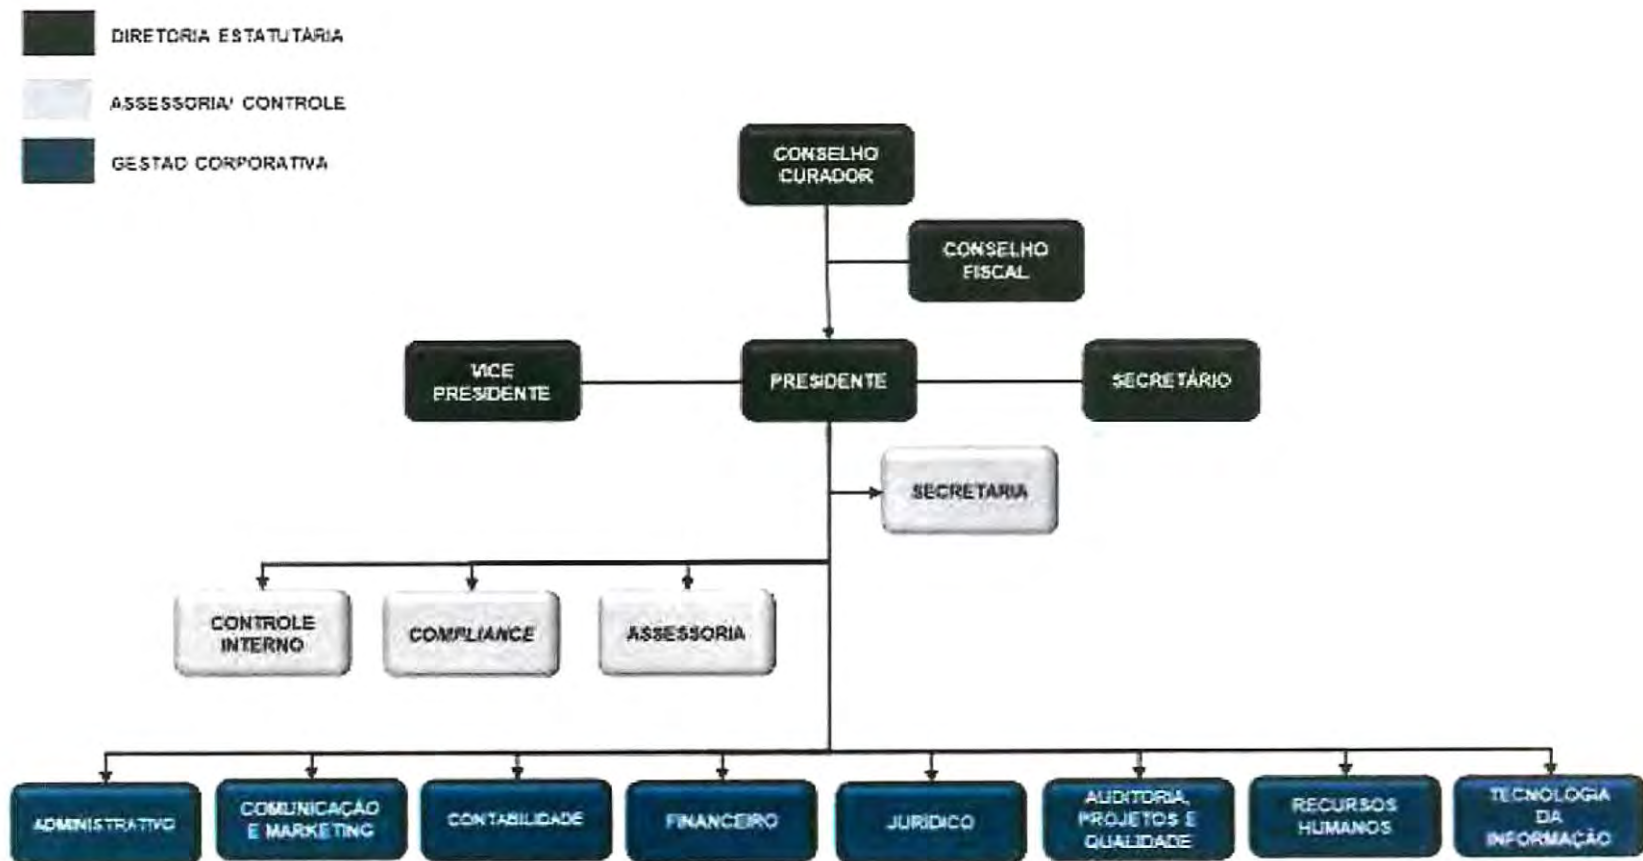 DIRETORIA ESTATUTÁRIA
ASSESSORIA/ CONTROLE
GESTAO CORPORATIVA
CONSELHO
CURADOR
CONSELHO
FISCAL
VICE
PRESIDENTE
PRESIDENTE
SECRETÁRIO
SECRETARIA
CONTROLE
INTERNO
COMPLIANCE
ASSESSORIA
ADMINISTRATIVO
COMUNICAÇÃO
E MARKETING
CONTABILIDADE
FINANCEIRO
JURIDICO
AUDITORIA,
PROJETOS E
QUALIDADE
RECURSOS
HUMANOS
TECNOLOGIA
DA
INFORMAÇÃO